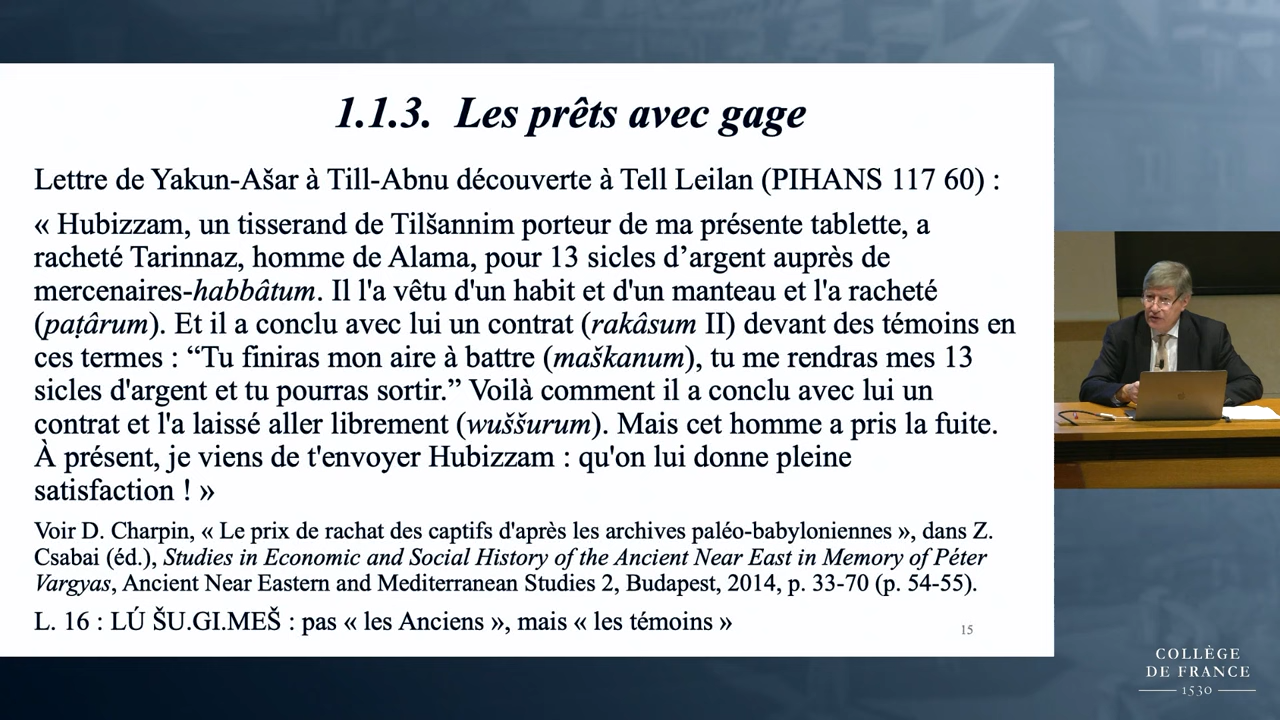 1.1.3. Les prêts avec gage
Lettre de Yakun-Ašar à Till-Abnu découverte à Tell Leilan (PIHANS 117 60) :
« Hubizzam, un tisserand de Tilšannim porteur de ma présente tablette, a
racheté Tarinnaz, homme de Alama, pour 13 sicles d’argent auprès de
mercenaires-habbâtum. Il l'a vêtu d'un habit et d'un manteau et l'a racheté
(paṭârum). Et il a conclu avec lui un contrat (rakâsum II) devant des témoins en
ces termes : “Tu finiras mon aire à battre (maškanum), tu me rendras mes 13
sicles d'argent et tu pourras sortir.” Voilà comment il a conclu avec lui un
contrat et l'a laissé aller librement (wuššurum). Mais cet homme a pris la fuite.
À présent, je viens de t'envoyer Hubizzam : qu'on lui donne pleine
satisfaction ! »
Voir D. Charpin, « Le prix de rachat des captifs d'après les archives paléo-babyloniennes », dans Z.
Csabai (éd.), Studies in Economic and Social History of the Ancient Near East in Memory of Péter
Vargyas, Ancient Near Eastern and Mediterranean Studies 2, Budapest, 2014, p. 33-70 (p. 54-55).
L. 16 : LÚ ŠU.GI.MEŠ : pas « les Anciens », mais « les témoins »
15
COLLÈGE
DE FRANCE
1530